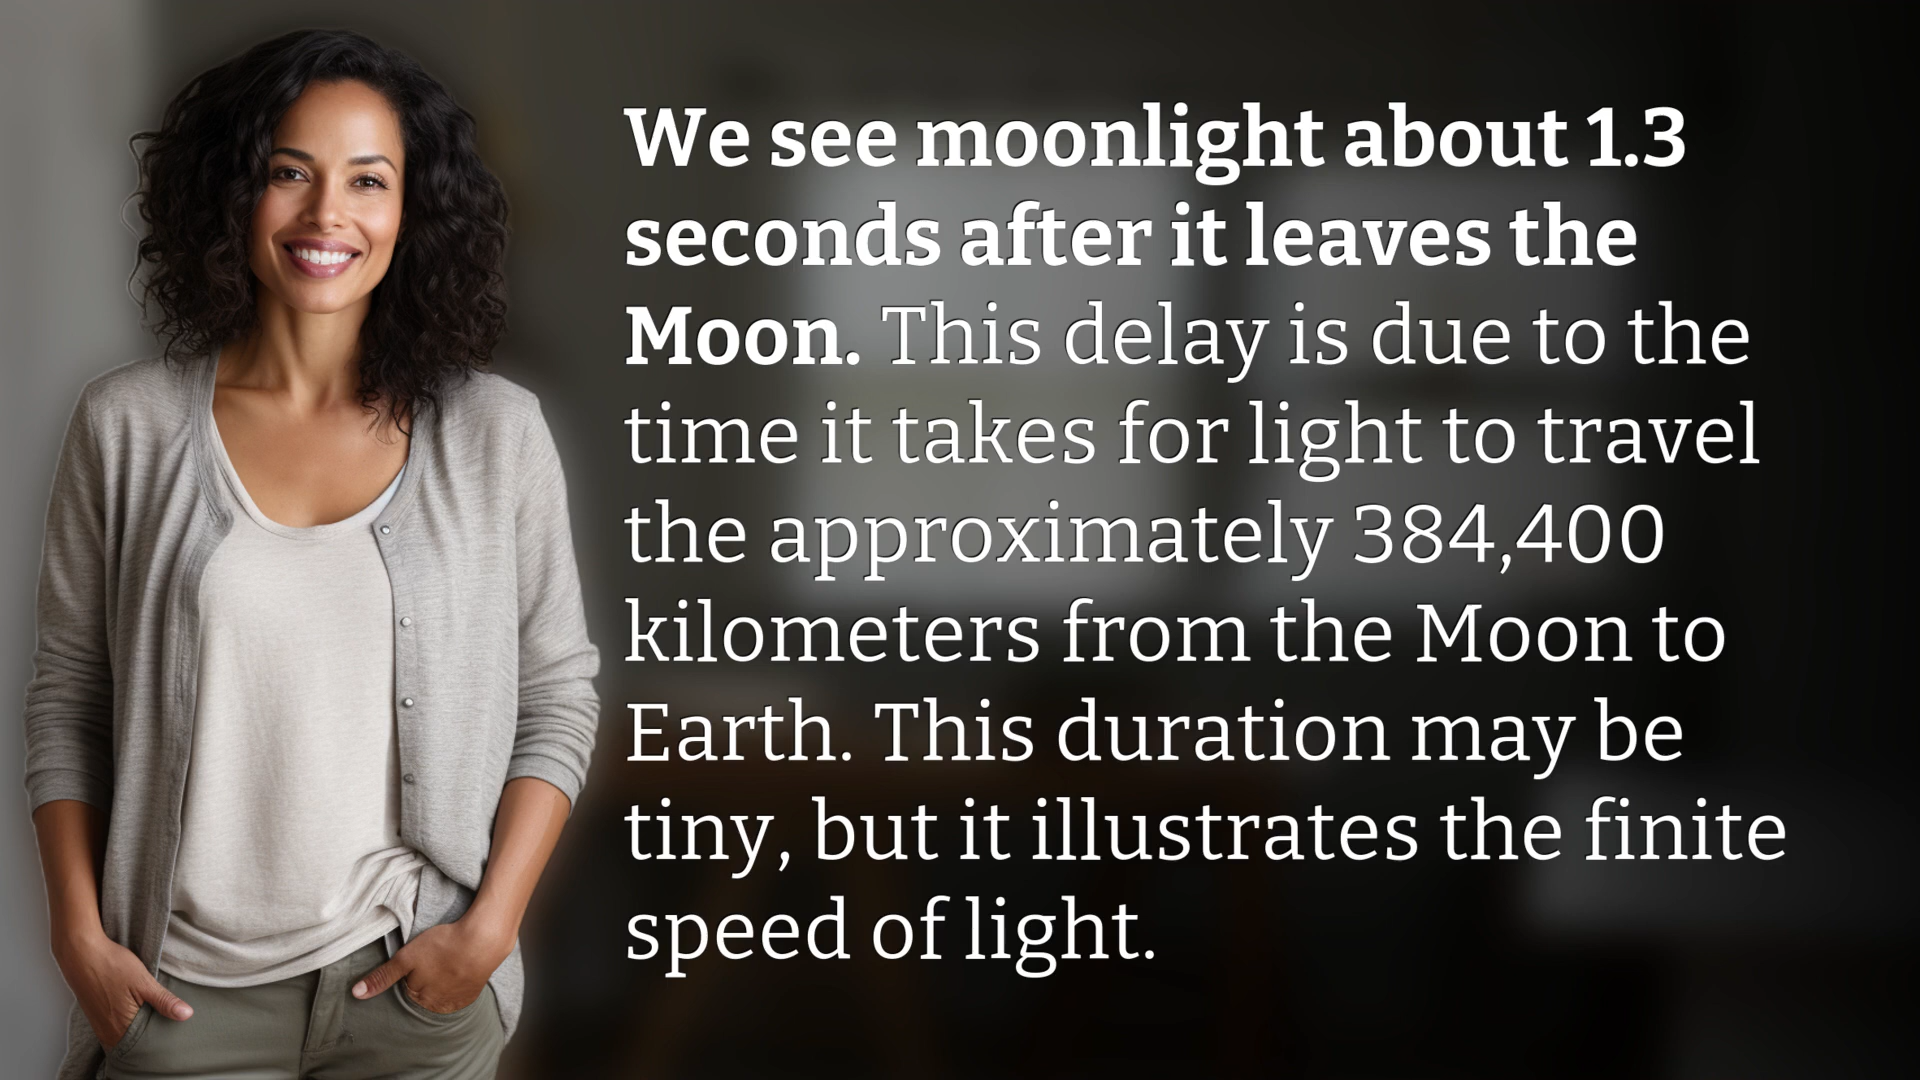 We see moonlight about 1.3
seconds after it leaves the
Moon. This delay is due to the
time it takes for light to travel
the approximately 384,400
kilometers from the Moon to
Earth. This duration may be
tiny, but it illustrates the finite
speed of light.